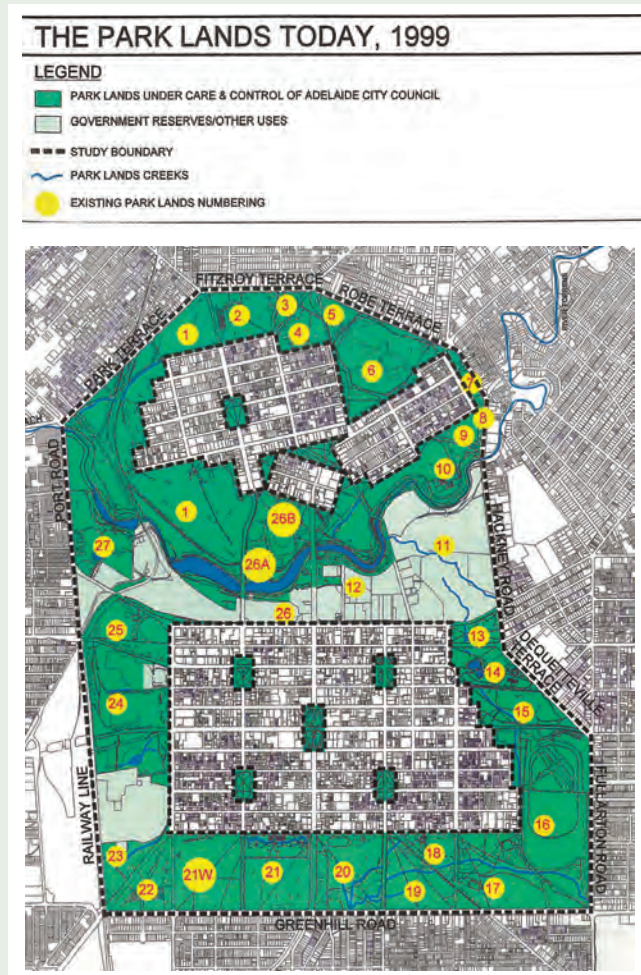 THE PARK LANDS TODAY, 1999
LEGEND
PARK LANDS UNDER CARE & CONTROL OF ADELAIDE CITY COUNCIL
GOVERNMENT RESERVES/OTHER USES
STUDY BOUNDARY
PARK LANDS CREEKS
EXISTING PARK LANDS NUMBERING
FITZROY TERRACE
ROBE TERRACE
PARK TERRACE
PORT ROAD
HACKNEY ROAD
DEQUETTEVILLE
TERRACE
FULLARTON ROAD
RAILWAY LINE
GREENHILL ROAD
1
2
3
4
5
6
8
9
10
1
26B
26A
11
27
12
26
25
13
14
24
15
16
23
22
21W
21
20
18
19
17